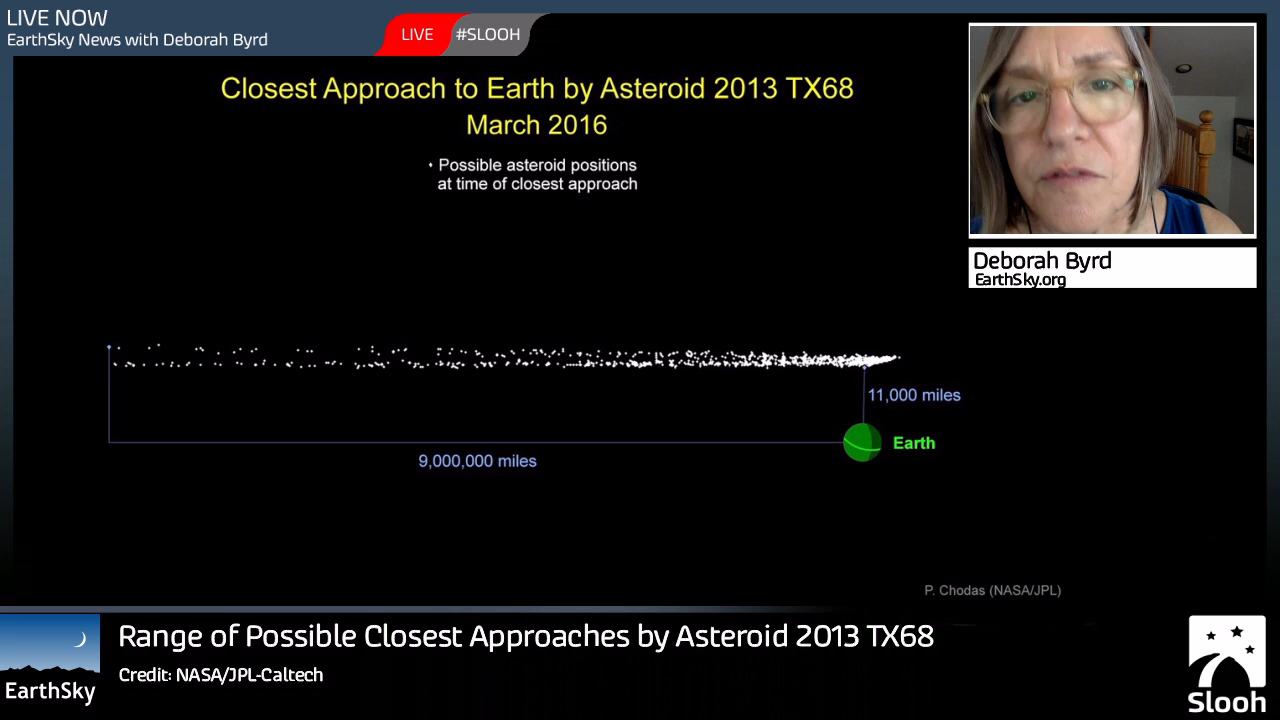 LIVE NOW
EarthSky News with Deborah Byrd
LIVE #SLOOH
Closest Approach to Earth by Asteroid 2013 TX68
March 2016
Possible asteroid positions
at time of closest approach
Deborah Byrd
EarthSky.org
11,000 miles
Earth
9,000,000 miles
P. Chodas (NASA/JPL)
Range of Possible Closest Approaches by Asteroid 2013 TX68
Credit: NASA/JPL-Caltech
EarthSky
Slooh